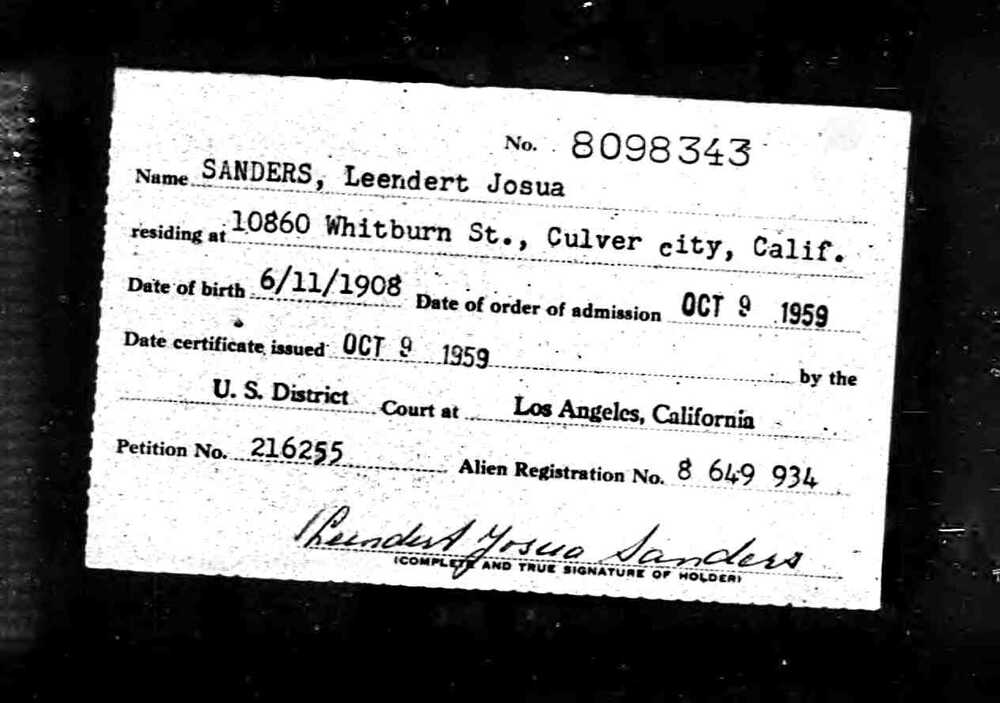 No. 8098343
Name SANDERS, Leendert Josua
residing at 10860 Whitburn St., Culver city, Calif.
Date of birth 6/11/1908 Date of order of admission OCT 9 1959
Date certificate issued OCT 9 1959 by the
U. S. District Court at Los Angeles, California
Petition No. 216255 Alien Registration No. 8 649 934
Leendert Josua Sanders
(COMPLETE AND TRUE SIGNATURE OF HOLDER)